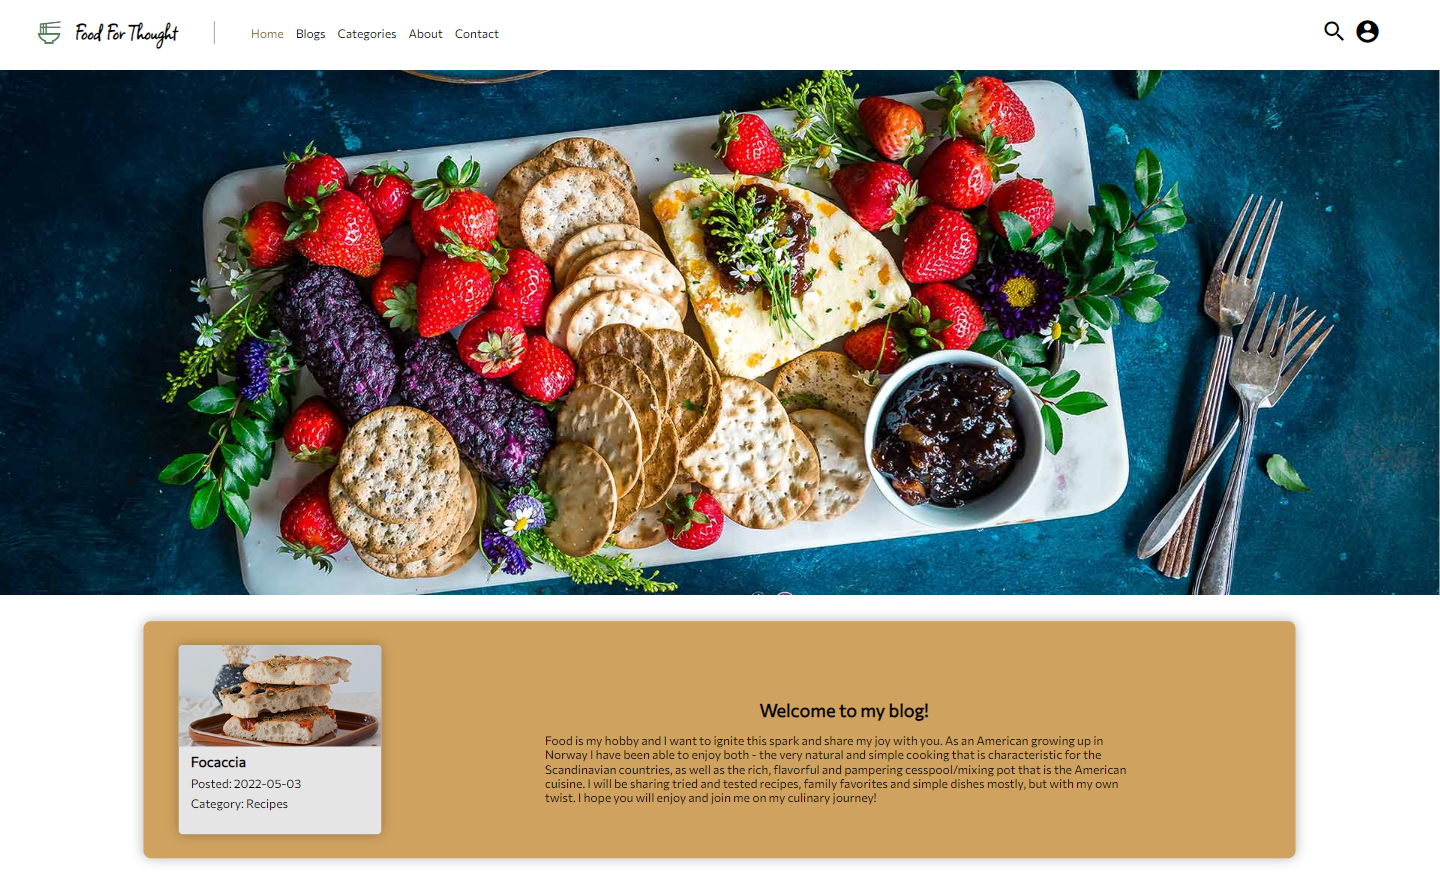 Food For Thought
Home Blogs Categories About Contact
Focaccia
Posted: 2022-05-03
Category: Recipes
Welcome to my blog!
Food is my hobby and I want to ignite this spark and share my joy with you. As an American growing up in
Norway I have been able to enjoy both - the very natural and simple cooking that is characteristic for the
Scandinavian countries, as well as the rich, flavorful and pampering cesspool/mixing pot that is the American
cuisine. I will be sharing tried and tested recipes, family favorites and simple dishes mostly, but with my own
twist. I hope you will enjoy and join me on my culinary journey!